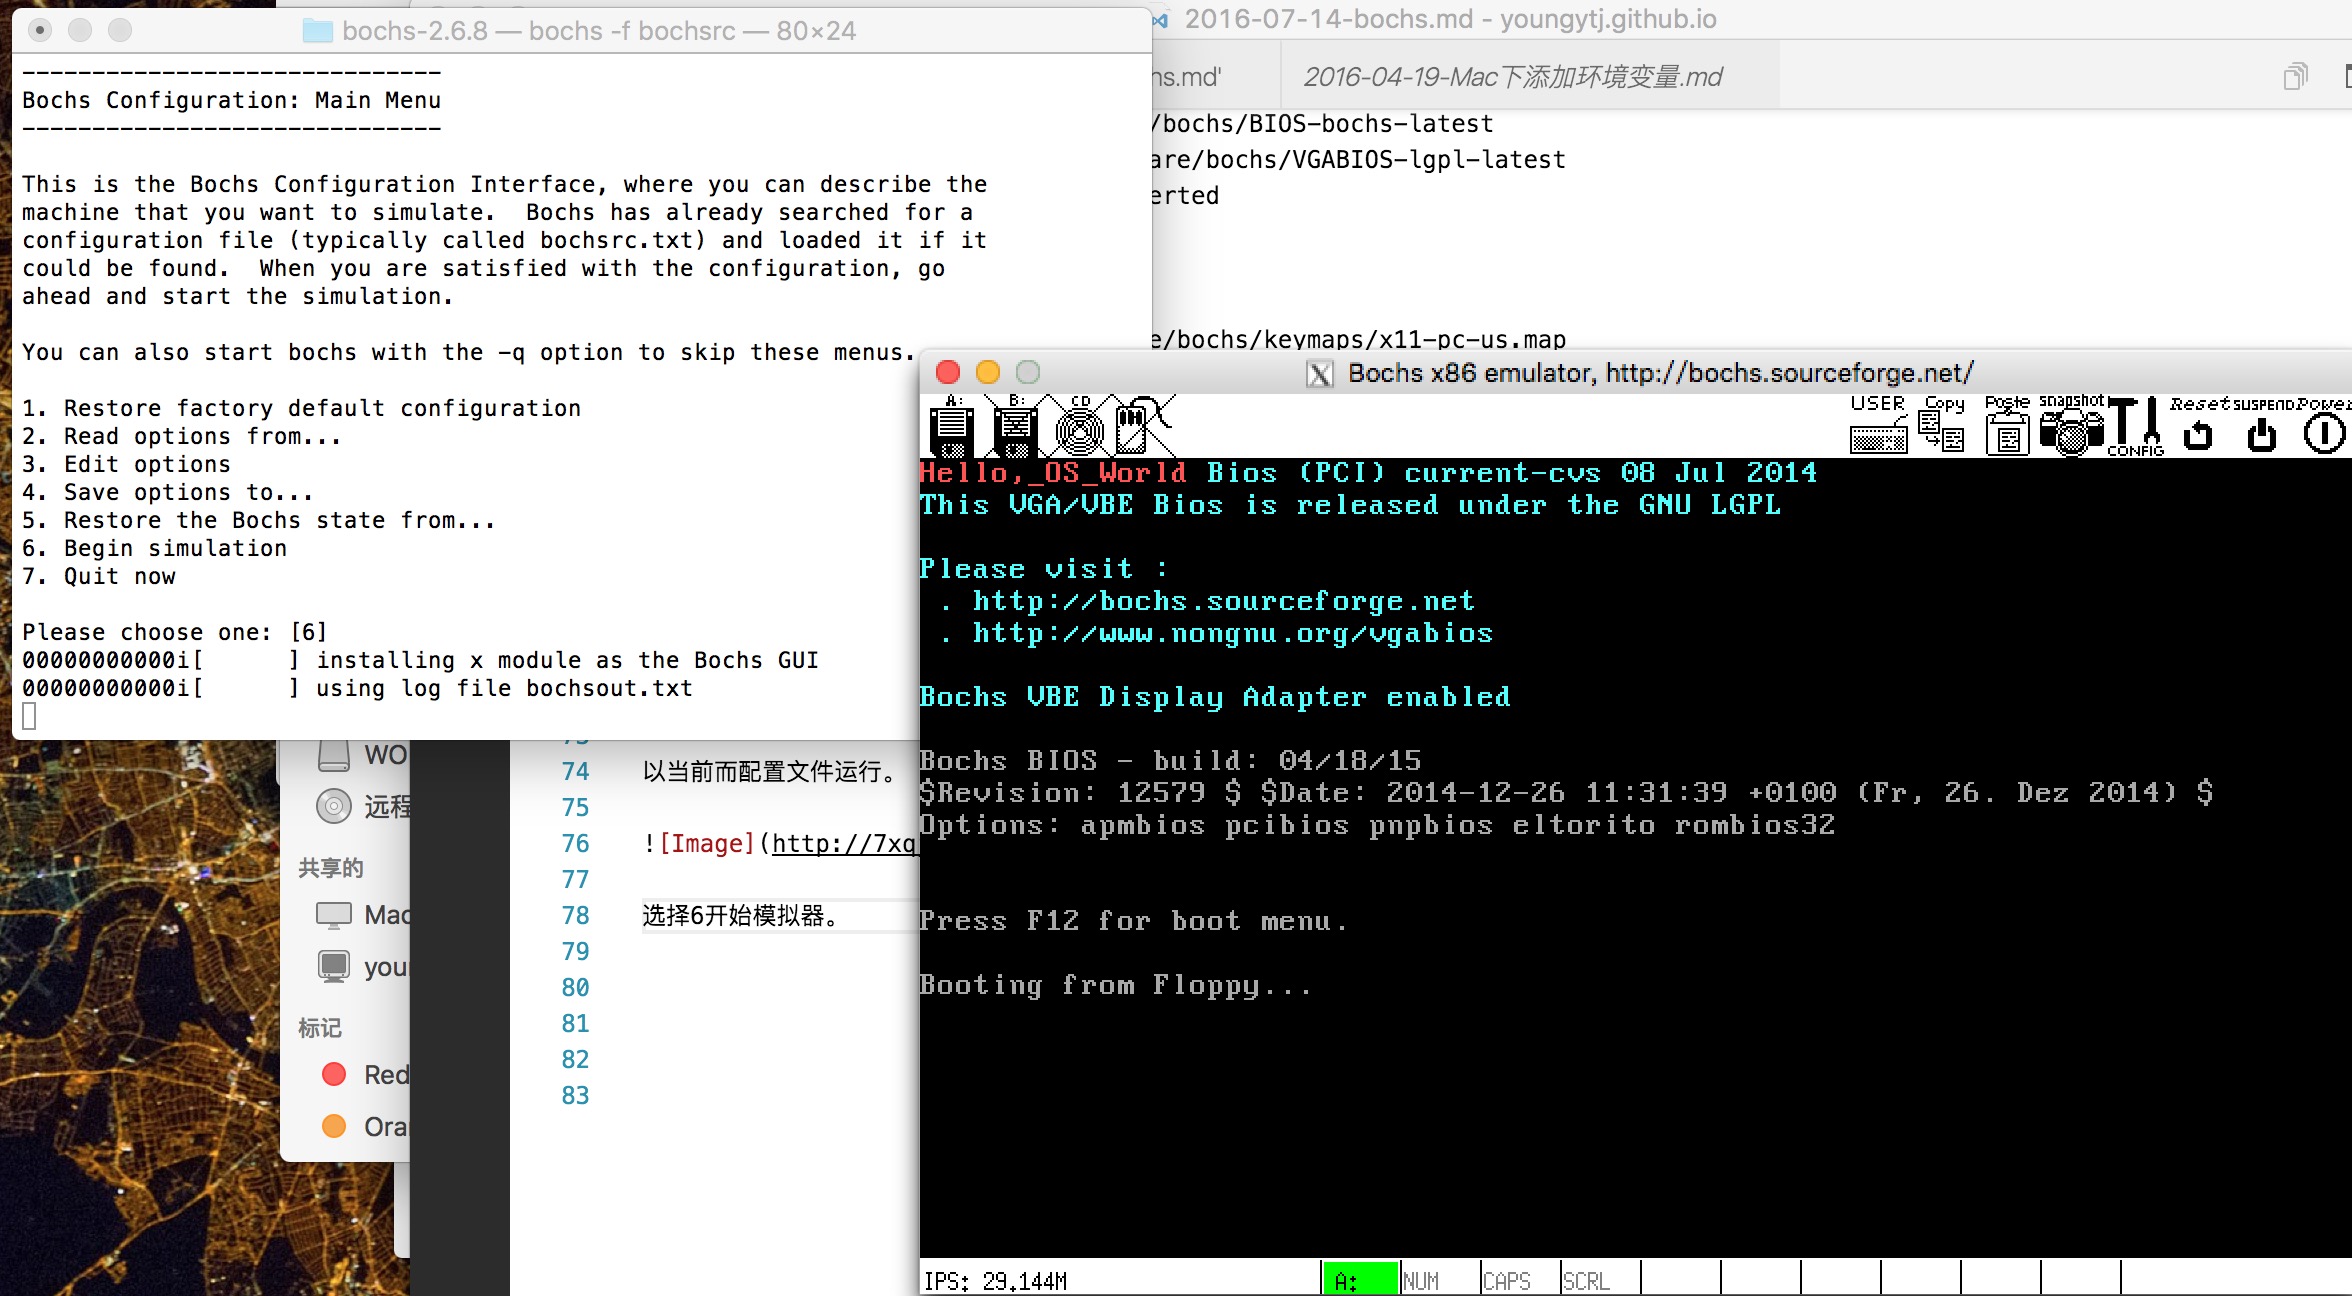 bochs-2.6.8 — bochs -f bochsrc — 80×24
------------------------------
Bochs Configuration: Main Menu
------------------------------
This is the Bochs Configuration Interface, where you can describe the
machine that you want to simulate.  Bochs has already searched for a
configuration file (typically called bochsrc.txt) and loaded it if it
could be found.  When you are satisfied with the configuration, go
ahead and start the simulation.
You can also start bochs with the -q option to skip these menus.
1. Restore factory default configuration
2. Read options from...
3. Edit options
4. Save options to...
5. Restore the Bochs state from...
6. Begin simulation
7. Quit now
Please choose one: [6]
00000000000i[      ] installing x module as the Bochs GUI
00000000000i[      ] using log file bochsout.txt
2016-07-14-bochs.md - youngytj.github.io
ns.md'
2016-04-19-Mac下添加环境变量.md
/bochs/BIOS-bochs-latest
are/bochs/VGABIOS-lgpl-latest
erted
e/bochs/keymaps/x11-pc-us.map
Bochs x86 emulator, http://bochs.sourceforge.net/
A: B: CD
USER Copy Paste snapshot CONFIG Reset SUSPEND Power
Hello,_OS_World Bios (PCI) current-cvs 08 Jul 2014
This VGA/VBE Bios is released under the GNU LGPL
Please visit :
. http://bochs.sourceforge.net
. http://www.nongnu.org/vgabios
Bochs VBE Display Adapter enabled
Bochs BIOS - build: 04/18/15
$Revision: 12579 $ $Date: 2014-12-26 11:31:39 +0100 (Fr, 26. Dez 2014) $
Options: apmbios pcibios pnpbios eltorito rombios32
Press F12 for boot menu.
Booting from Floppy...
IPS: 29.144M
A:
NUM
CAPS
SCRL
WO
远程
共享的
Mac
your
标记
Red
Ora
74 以当前而配置文件运行。
75
76 ![Image](http://7xq
77
78 选择6开始模拟器。
79
80
81
82
83